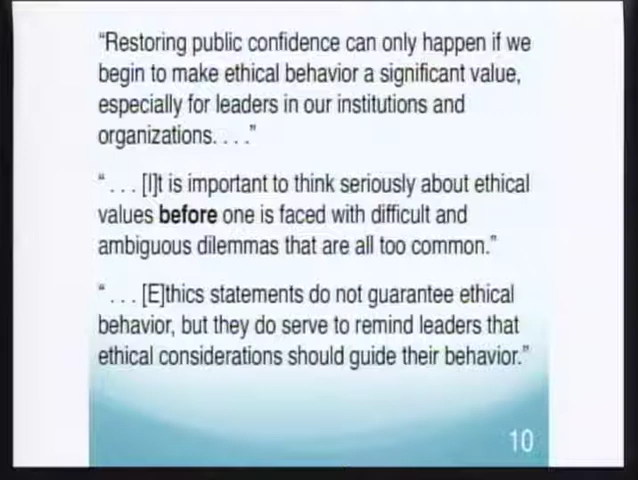 “Restoring public confidence can only happen if we
begin to make ethical behavior a significant value,
especially for leaders in our institutions and
organizations. . . .”
“ . . . [I]t is important to think seriously about ethical
values before one is faced with difficult and
ambiguous dilemmas that are all too common.”
“ . . . [E]thics statements do not guarantee ethical
behavior, but they do serve to remind leaders that
ethical considerations should guide their behavior.”
10